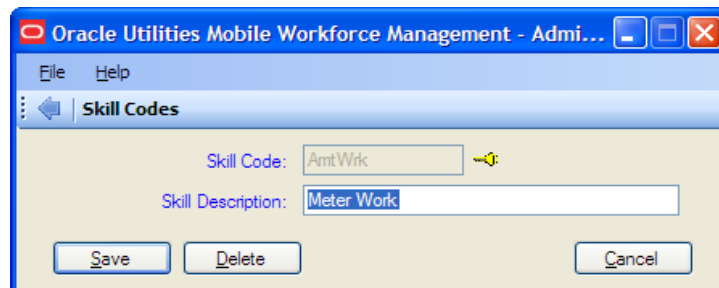 Oracle Utilities Mobile Workforce Management - Admi...
File Help
Skill Codes
Skill Code: AmtWrk
Skill Description: Meter Work
Save Delete Cancel